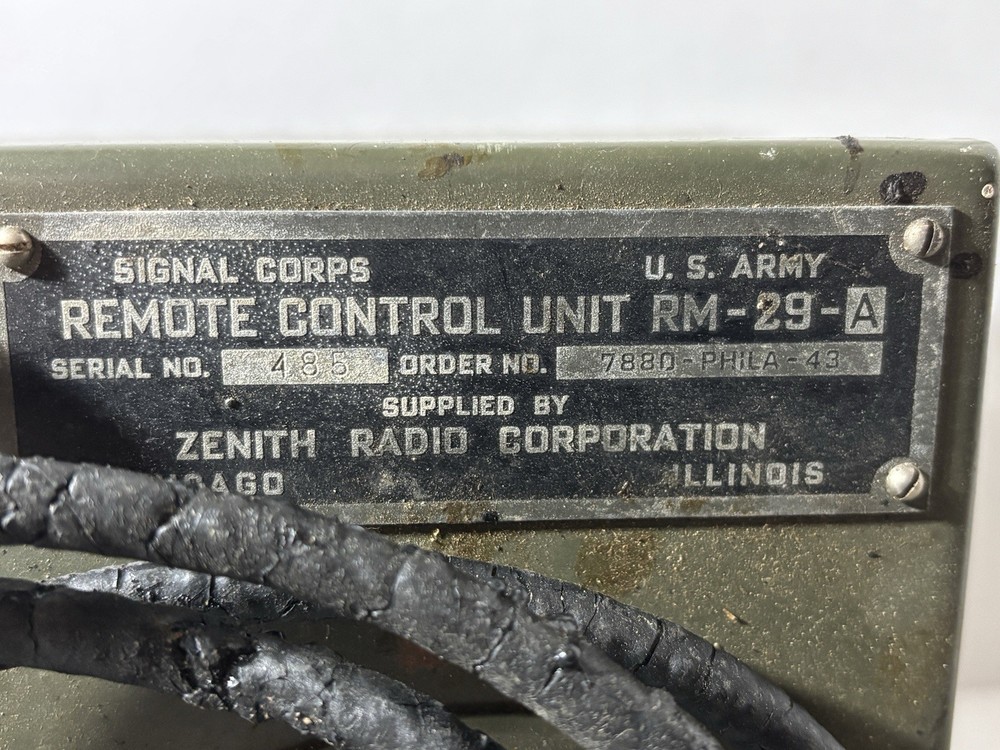 SIGNAL CORPS U. S. ARMY
REMOTE CONTROL UNIT RM-29-A
SERIAL NO. 485 ORDER NO. 7880-PHILA-43
SUPPLIED BY
ZENITH RADIO CORPORATION
ILLINOIS